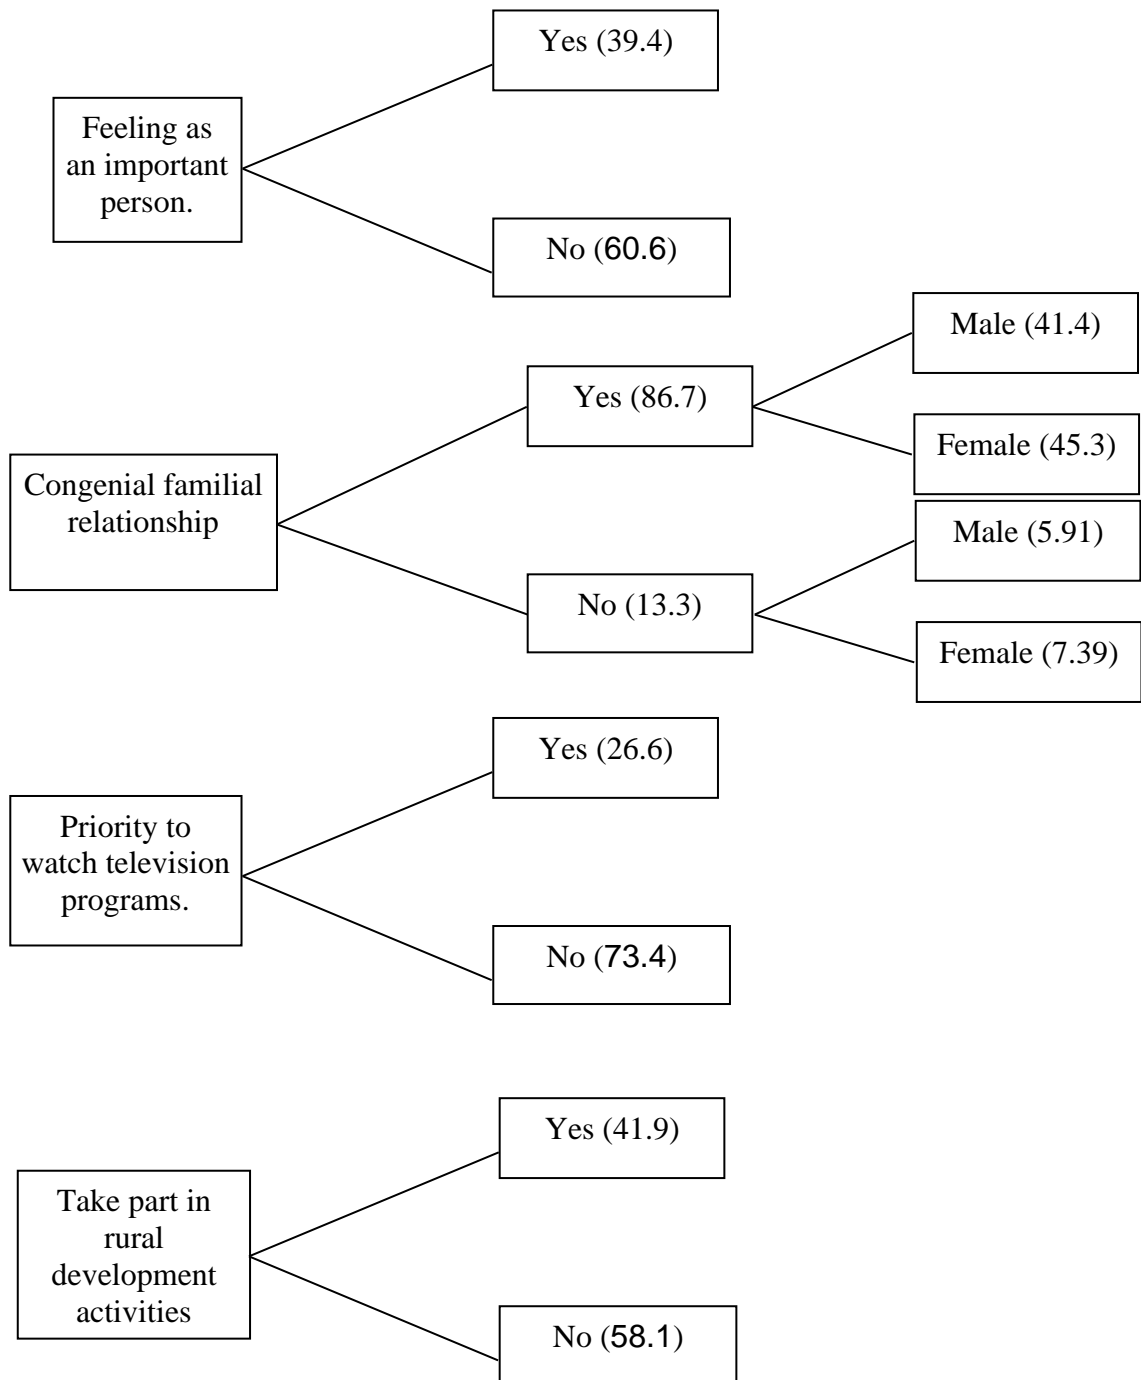 Yes (39.4)
Feeling as
an important
person.
No (60.6)
Male (41.4)
Yes (86.7)
Female (45.3)
Congenial familial
relationship
Male (5.91)
No (13.3)
Female (7.39)
Yes (26.6)
Priority to
watch television
programs.
No (73.4)
Yes (41.9)
Take part in
rural
development
activities
No (58.1)